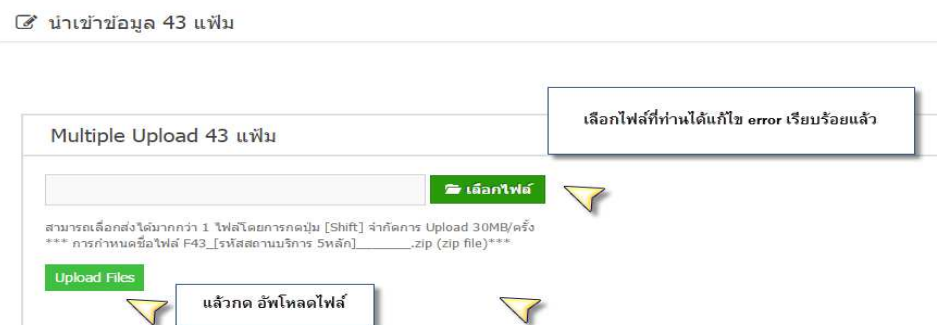 นำเข้าข้อมูล 43 แฟ้ม
เลือกไฟล์ที่ท่านได้แก้ไข error เรียบร้อยแล้ว
Multiple Upload 43 แฟ้ม
เลือกไฟล์
สามารถเลือกส่งได้มากกว่า 1 ไฟล์โดยการกดปุ่ม [Shift] จำกัดการ Upload 30MB/ครั้ง
*** การกำหนดชื่อไฟล์ F43_[รหัสสถานบริการ 5หลัก]_______.zip (zip file)***
Upload Files
แล้วกด อัพโหลดไฟล์